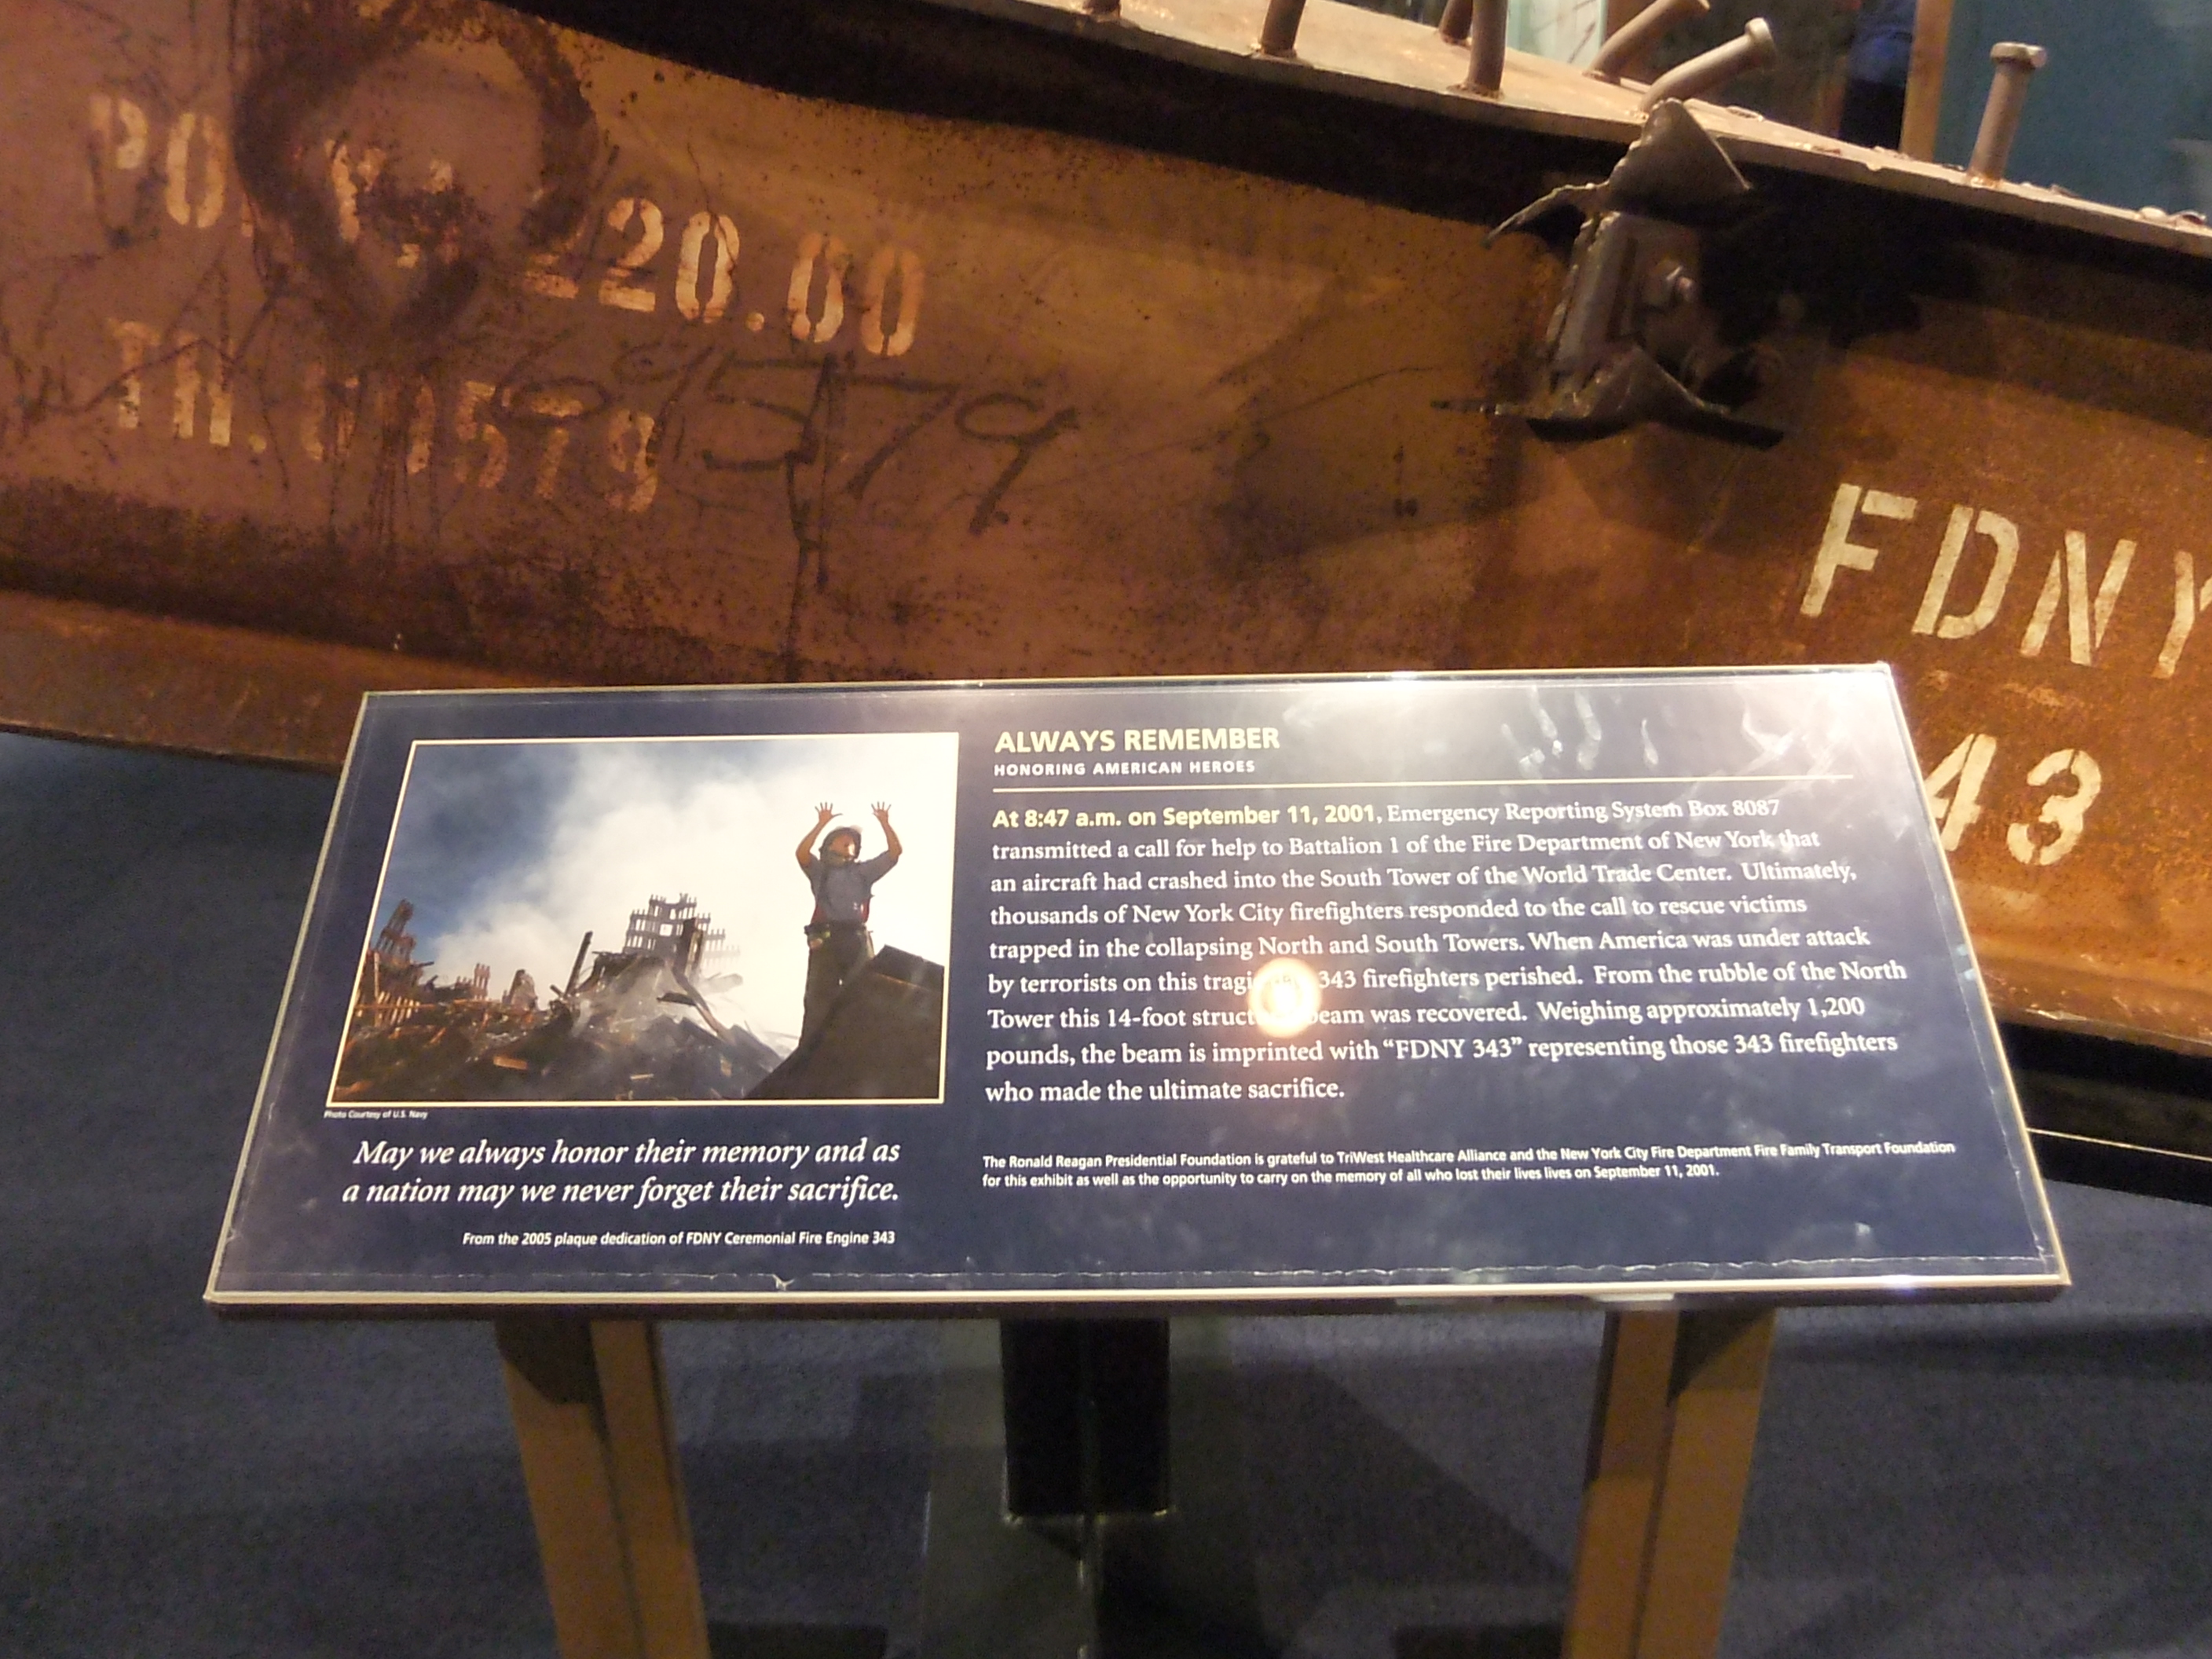 PO.
220.00
69579
FDNY
43
ALWAYS REMEMBER
HONORING AMERICAN HEROES
At 8:47 a.m. on September 11, 2001, Emergency Reporting System Box 8087
transmitted a call for help to Battalion 1 of the Fire Department of New York that
an aircraft had crashed into the South Tower of the World Trade Center. Ultimately,
thousands of New York City firefighters responded to the call to rescue victims
trapped in the collapsing North and South Towers. When America was under attack
by terrorists on this 343 firefighters perished. From the rubble of the North
Tower this 14-foot beam was recovered. Weighing approximately 1,200
pounds, the beam is imprinted with “FDNY 343” representing those 343 firefighters
who made the ultimate sacrifice.
The Ronald Reagan Presidential Foundation is grateful to TriWest Healthcare Alliance and the New York City Fire Department Fire Family Transport Foundation
for this exhibit as well as the opportunity to carry on the memory of all who lost their lives lives on September 11, 2001.
Photo Courtesy of U.S. Navy
May we always honor their memory and as
a nation may we never forget their sacrifice.
From the 2005 plaque dedication of FDNY Ceremonial Fire Engine 343